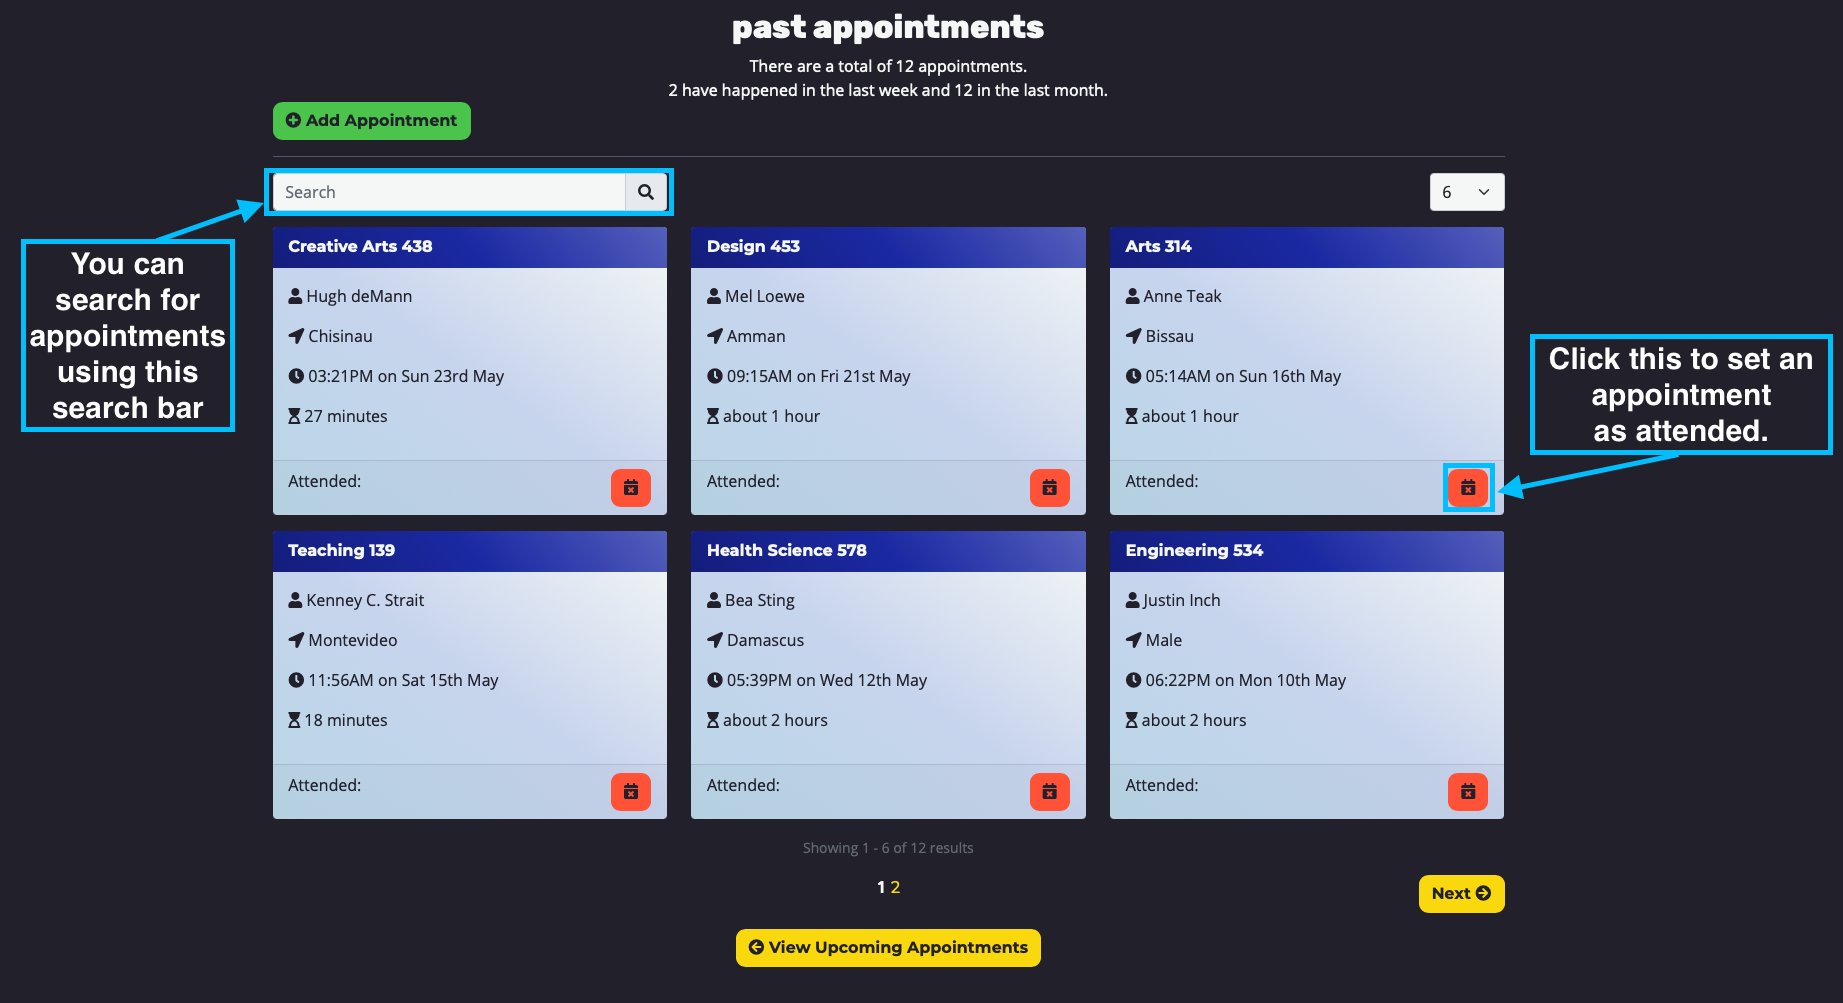 past appointments
There are a total of 12 appointments.
2 have happened in the last week and 12 in the last month.
Add Appointment
Search
6
You can
search for
appointments
using this
search bar
Creative Arts 438
Hugh deMann
Chisinau
03:21PM on Sun 23rd May
27 minutes
Attended:
Design 453
Mel Loewe
Amman
09:15AM on Fri 21st May
about 1 hour
Attended:
Arts 314
Anne Teak
Bissau
05:14AM on Sun 16th May
about 1 hour
Attended:
Click this to set an
appointment
as attended.
Teaching 139
Kenney C. Strait
Montevideo
11:56AM on Sat 15th May
18 minutes
Attended:
Health Science 578
Bea Sting
Damascus
05:39PM on Wed 12th May
about 2 hours
Attended:
Engineering 534
Justin Inch
Male
06:22PM on Mon 10th May
about 2 hours
Attended:
Showing 1 - 6 of 12 results
1 2
Next
View Upcoming Appointments